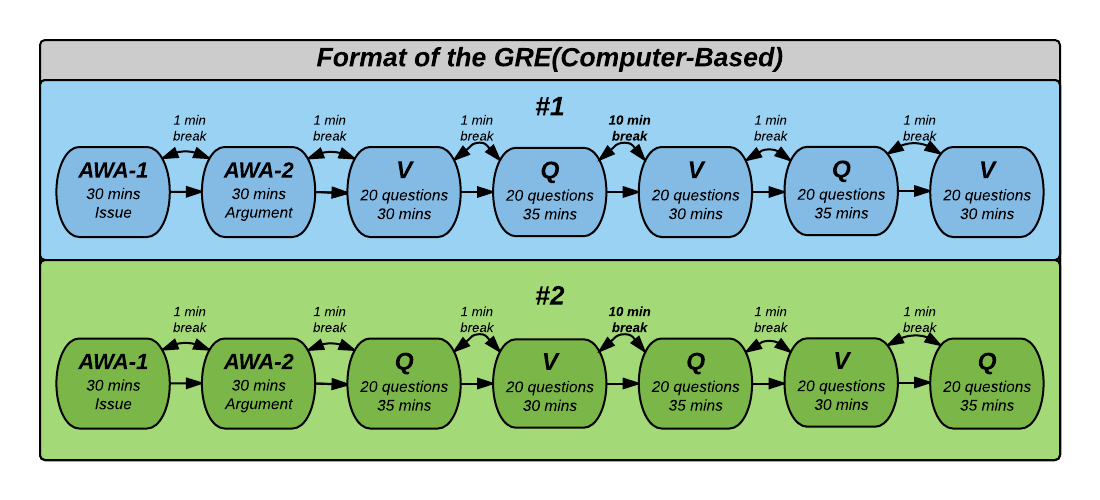 Format of the GRE(Computer-Based)
#1
1 min
break
1 min
break
1 min
break
10 min
break
1 min
break
1 min
break
AWA-1
30 mins
Issue
AWA-2
30 mins
Argument
V
20 questions
30 mins
Q
20 questions
35 mins
V
20 questions
30 mins
Q
20 questions
35 mins
V
20 questions
30 mins
#2
1 min
break
1 min
break
1 min
break
10 min
break
1 min
break
1 min
break
AWA-1
30 mins
Issue
AWA-2
30 mins
Argument
Q
20 questions
35 mins
V
20 questions
30 mins
Q
20 questions
35 mins
V
20 questions
30 mins
Q
20 questions
35 mins